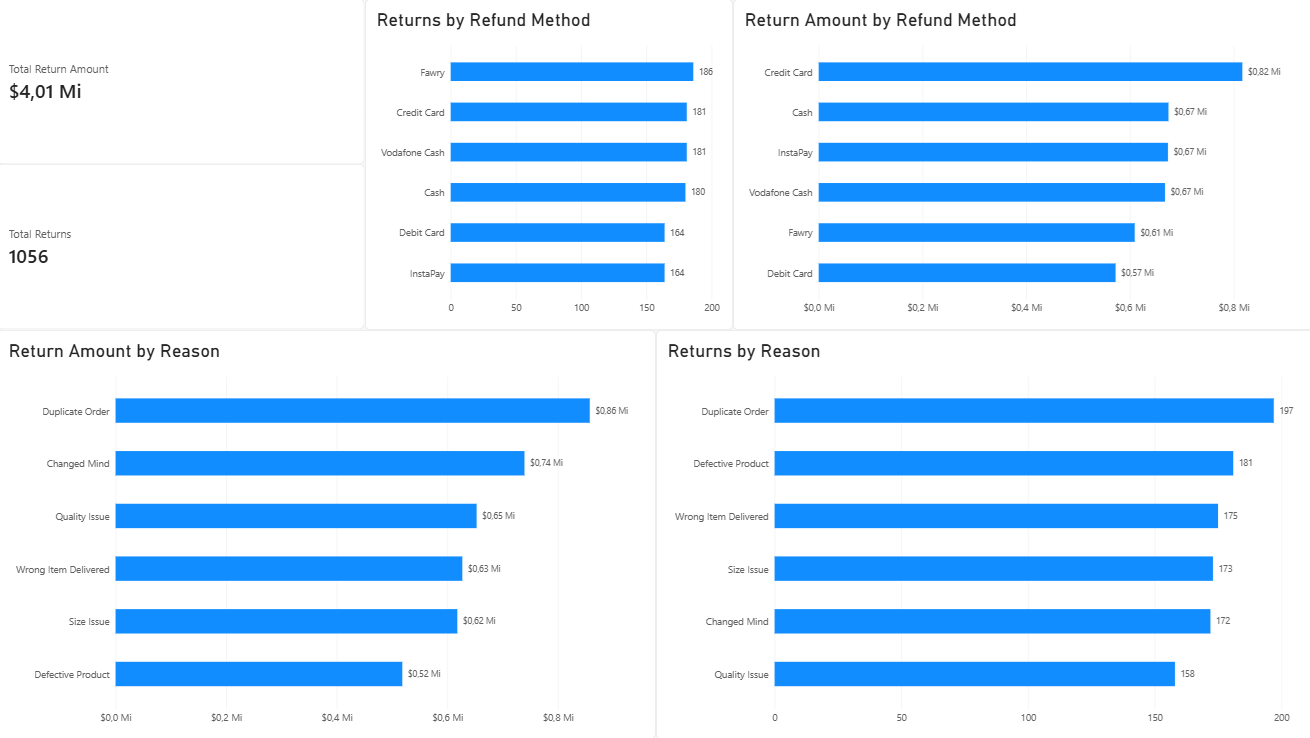 Total Return Amount
$4,01 Mi
Total Returns
1056
Returns by Refund Method
Fawry 186
Credit Card 181
Vodafone Cash 181
Cash 180
Debit Card 164
InstaPay 164
0 50 100 150 200
Return Amount by Refund Method
Credit Card $0,82 Mi
Cash $0,67 Mi
InstaPay $0,67 Mi
Vodafone Cash $0,67 Mi
Fawry $0,61 Mi
Debit Card $0,57 Mi
$0,0 Mi $0,2 Mi $0,4 Mi $0,6 Mi $0,8 Mi
Return Amount by Reason
Duplicate Order $0,86 Mi
Changed Mind $0,74 Mi
Quality Issue $0,65 Mi
Wrong Item Delivered $0,63 Mi
Size Issue $0,62 Mi
Defective Product $0,52 Mi
$0,0 Mi $0,2 Mi $0,4 Mi $0,6 Mi $0,8 Mi
Returns by Reason
Duplicate Order 197
Defective Product 181
Wrong Item Delivered 175
Size Issue 173
Changed Mind 172
Quality Issue 158
0 50 100 150 200